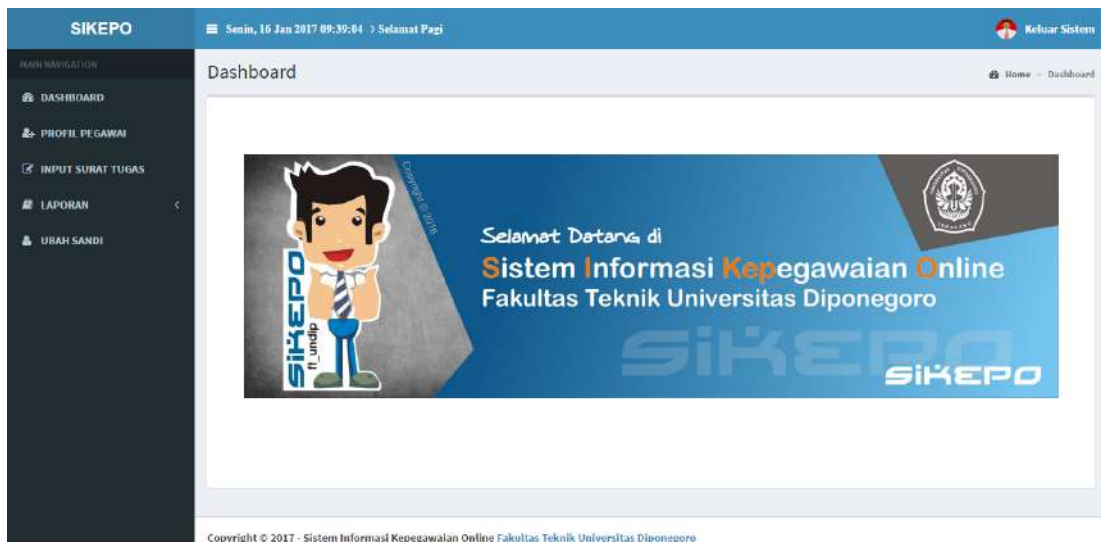 SIKEPO
Senin, 16 Jan 2017 09:39:04 > Selamat Pagi
Keluar Sistem
MAIN NAVIGATION
DASHBOARD
PROFIL PEGAWAI
INPUT SURAT TUGAS
LAPORAN
UBAH SANDI
Dashboard
Home > Dashboard
Copyright © 2016
SIKEPO
ft_undip
Selamat Datang di
Sistem Informasi Kepegawaian Online
Fakultas Teknik Universitas Diponegoro
SiKEPO
SiKEPO
Copyright © 2017 - Sistem Informasi Kepegawaian Online Fakultas Teknik Universitas Diponegoro